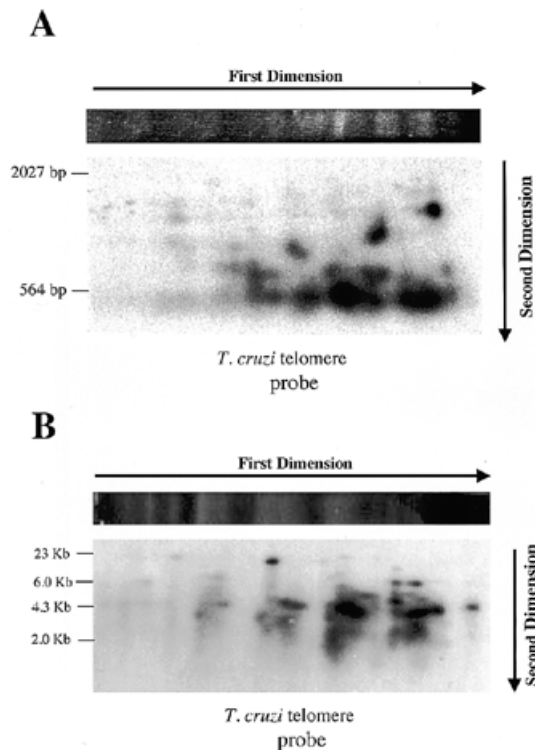 A
First Dimension
2027 bp
564 bp
Second Dimension
T. cruzi telomere
probe
B
First Dimension
23 Kb
6.0 Kb
4.3 Kb
2.0 Kb
Second Dimension
T. cruzi telomere
probe